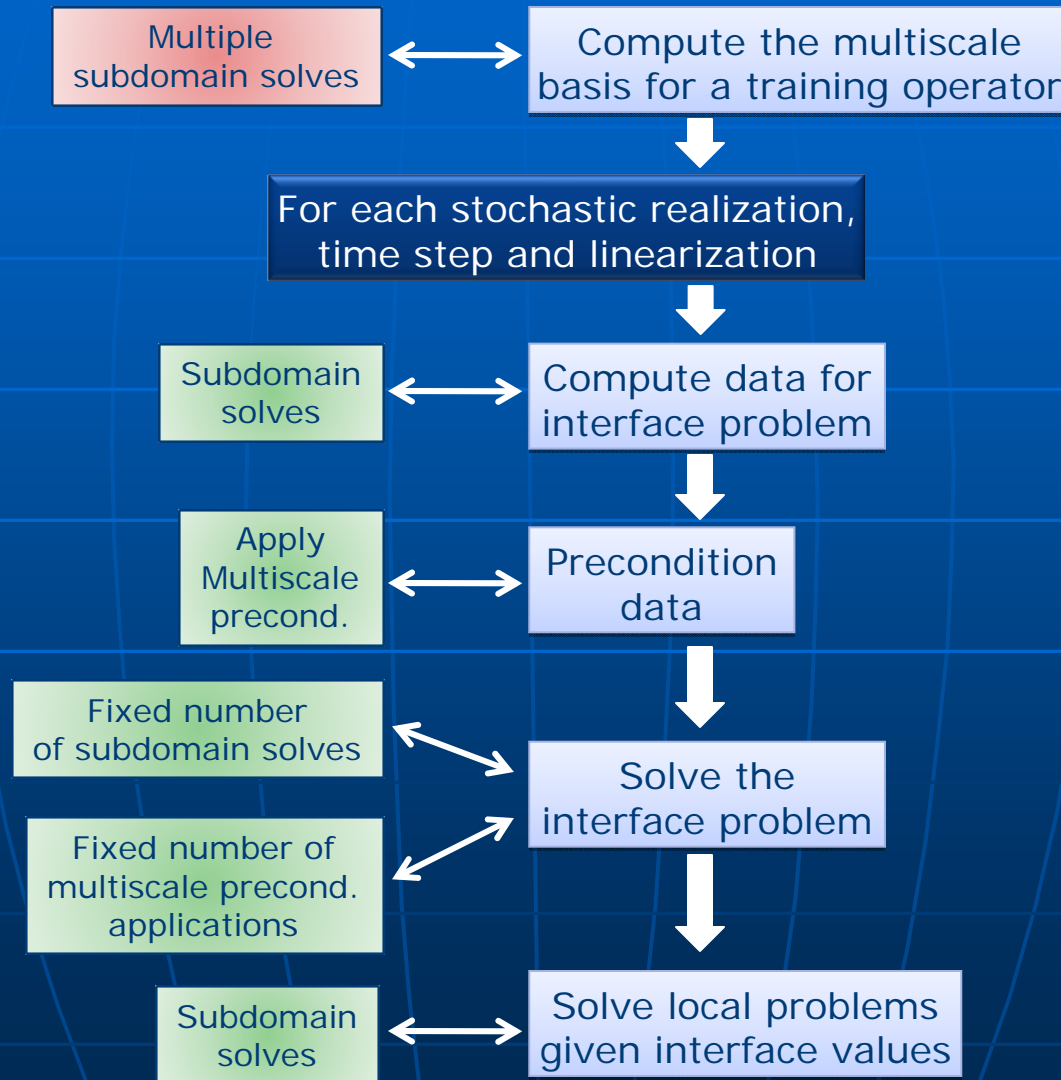 Multiple
subdomain solves
Compute the multiscale
basis for a training operator
For each stochastic realization,
time step and linearization
Subdomain
solves
Compute data for
interface problem
Apply
Multiscale
precond.
Precondition
data
Fixed number
of subdomain solves
Solve the
interface problem
Fixed number of
multiscale precond.
applications
Subdomain
solves
Solve local problems
given interface values